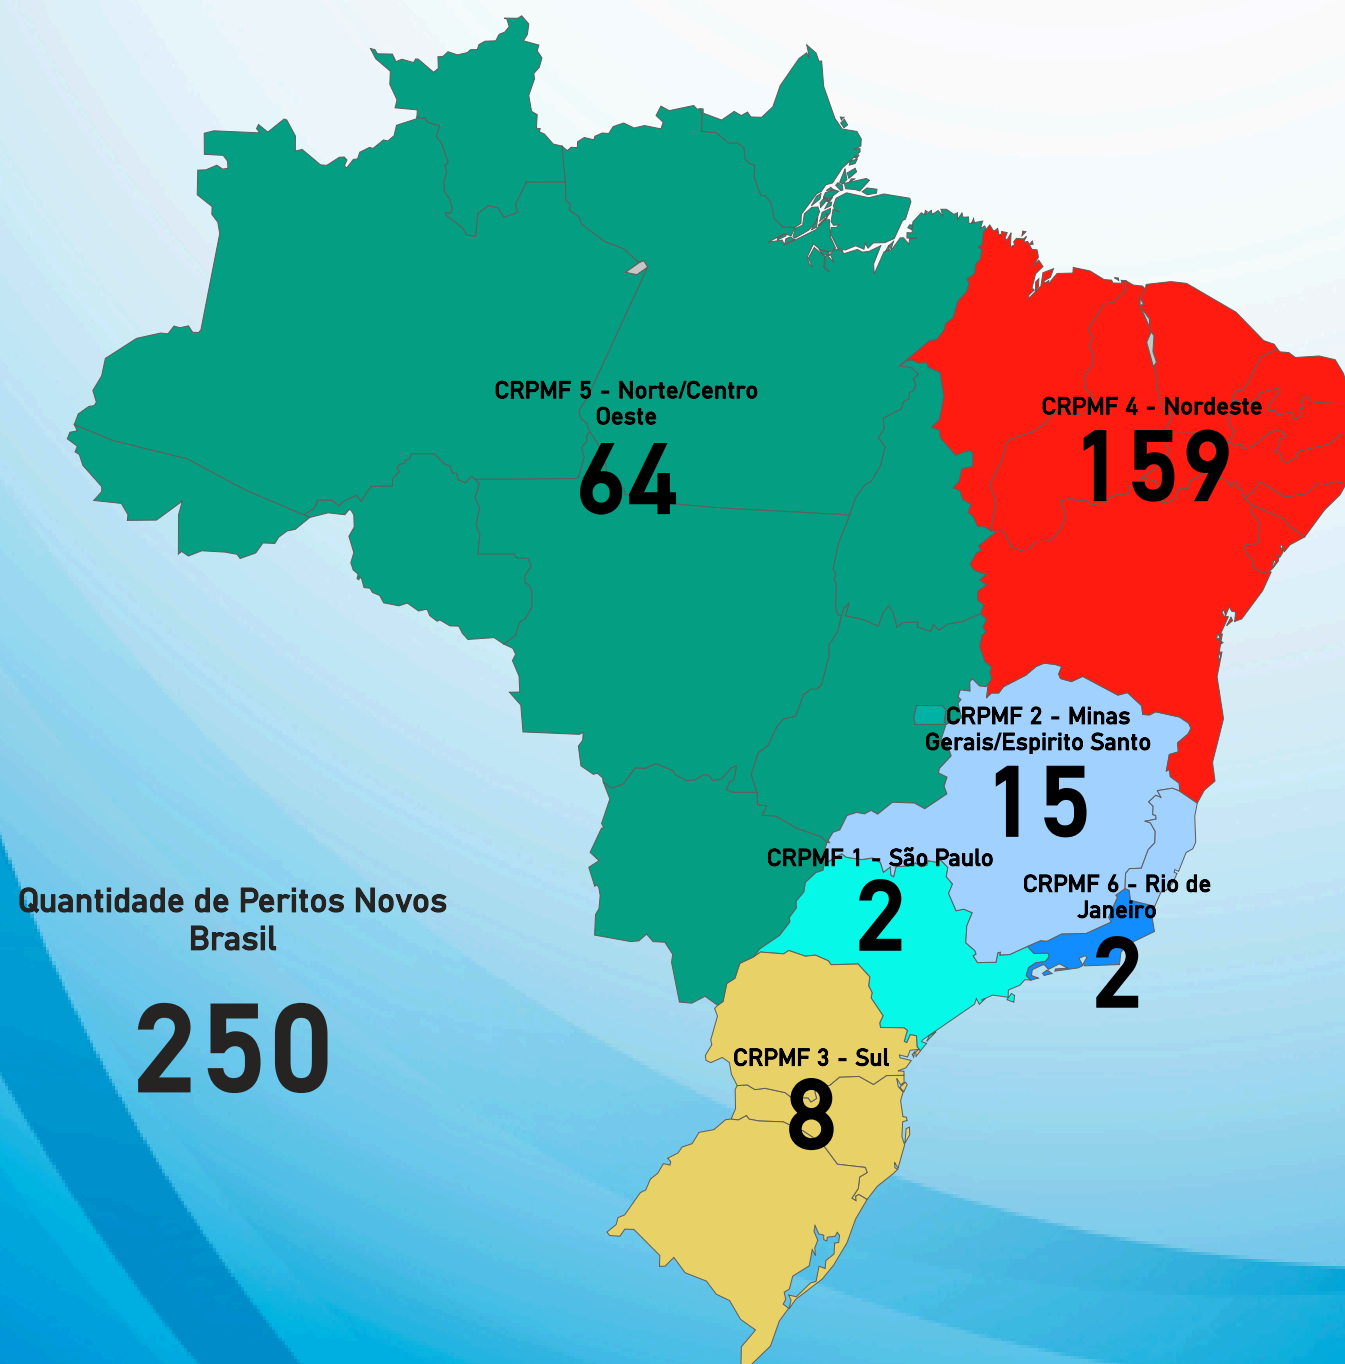 CRPMF 5 - Norte/Centro
Oeste
64
CRPMF 4 - Nordeste
159
CRPMF 2 - Minas
Gerais/Espirito Santo
15
CRPMF 1 - São Paulo
2
CRPMF 6 - Rio de
Janeiro
2
Quantidade de Peritos Novos
Brasil
250
CRPMF 3 - Sul
8